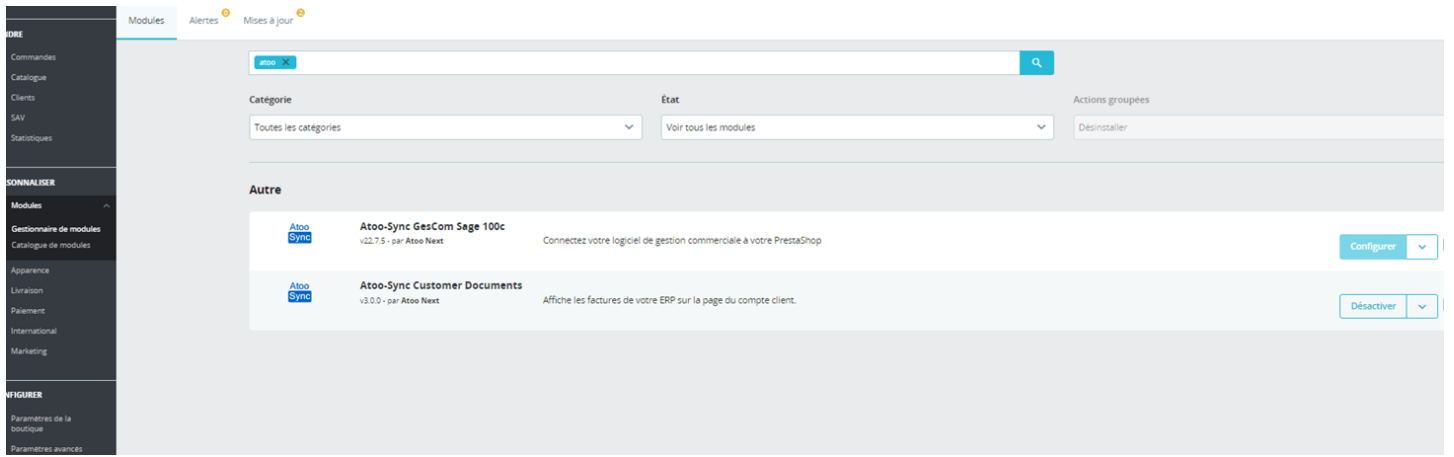 Modules
Alertes
0
Mises à jour
2
NDRE
Commandes
Catalogue
Clients
SAV
Statistiques
SONNALISER
Modules
Gestionnaire de modules
Catalogue de modules
Apparence
Livraison
Paiement
International
Marketing
NFIGURER
Paramètres de la
boutique
Paramètres avancés
atoo
Catégorie
État
Actions groupées
Toutes les catégories
Voir tous les modules
Désinstaller
Autre
Atoo
Sync
Atoo-Sync GesCom Sage 100c
v22.7.5 - par Atoo Next
Connectez votre logiciel de gestion commerciale à votre PrestaShop
Configurer
Atoo
Sync
Atoo-Sync Customer Documents
v3.0.0 - par Atoo Next
Affiche les factures de votre ERP sur la page du compte client.
Désactiver